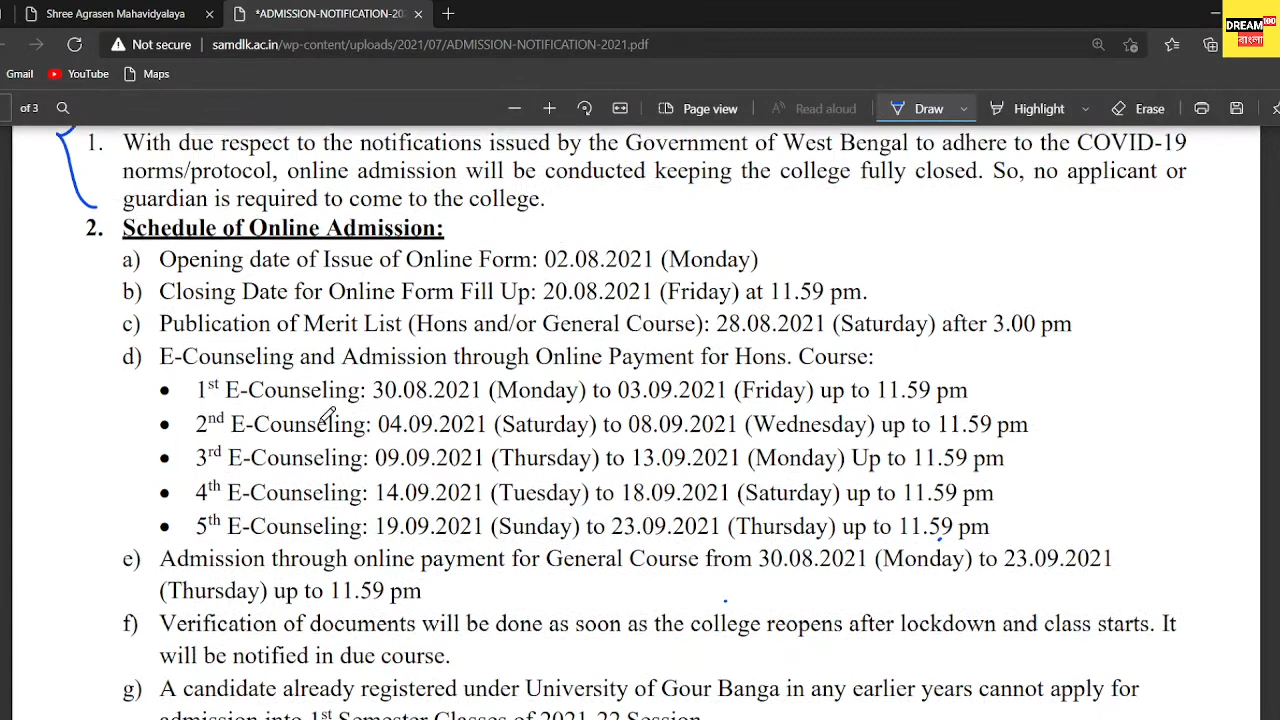 Shree Agrasen Mahavidyalaya
*ADMISSION-NOTIFICATION-202
DREAM100
বাংলা
Not secure
samdlk.ac.in/wp-content/uploads/2021/07/ADMISSION-NOTIFICATION-2021.pdf
Gmail YouTube Maps
of 3
Page view
Read aloud
Draw
Highlight
Erase
1. With due respect to the notifications issued by the Government of West Bengal to adhere to the COVID-19
norms/protocol, online admission will be conducted keeping the college fully closed. So, no applicant or
guardian is required to come to the college.
2. Schedule of Online Admission:
a) Opening date of Issue of Online Form: 02.08.2021 (Monday)
b) Closing Date for Online Form Fill Up: 20.08.2021 (Friday) at 11.59 pm.
c) Publication of Merit List (Hons and/or General Course): 28.08.2021 (Saturday) after 3.00 pm
d) E-Counseling and Admission through Online Payment for Hons. Course:
• 1st E-Counseling: 30.08.2021 (Monday) to 03.09.2021 (Friday) up to 11.59 pm
• 2nd E-Counseling: 04.09.2021 (Saturday) to 08.09.2021 (Wednesday) up to 11.59 pm
• 3rd E-Counseling: 09.09.2021 (Thursday) to 13.09.2021 (Monday) Up to 11.59 pm
• 4th E-Counseling: 14.09.2021 (Tuesday) to 18.09.2021 (Saturday) up to 11.59 pm
• 5th E-Counseling: 19.09.2021 (Sunday) to 23.09.2021 (Thursday) up to 11.59 pm
e) Admission through online payment for General Course from 30.08.2021 (Monday) to 23.09.2021
(Thursday) up to 11.59 pm
f) Verification of documents will be done as soon as the college reopens after lockdown and class starts. It
will be notified in due course.
g) A candidate already registered under University of Gour Banga in any earlier years cannot apply for
admission into 1st Semester Classes of 2021-22 Session